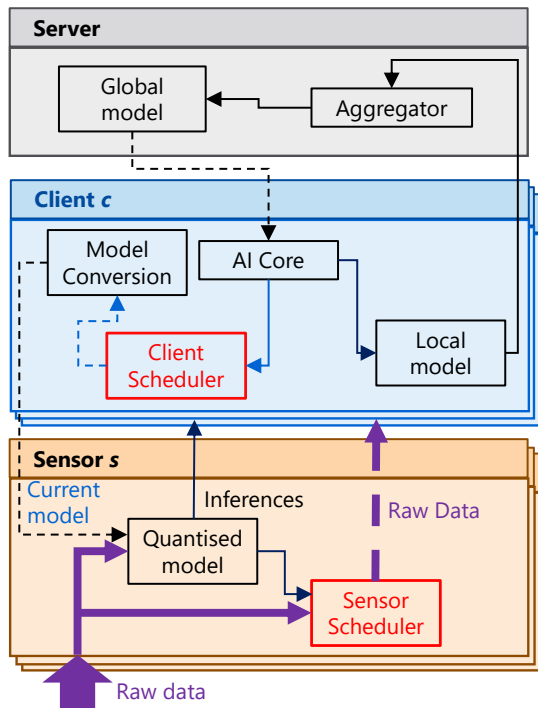 Server
Global
model
Aggregator
Client c
Model
Conversion
AI Core
Client
Scheduler
Local
model
Sensor s
Current
model
Inferences
Raw Data
Quantised
model
Sensor
Scheduler
Raw data